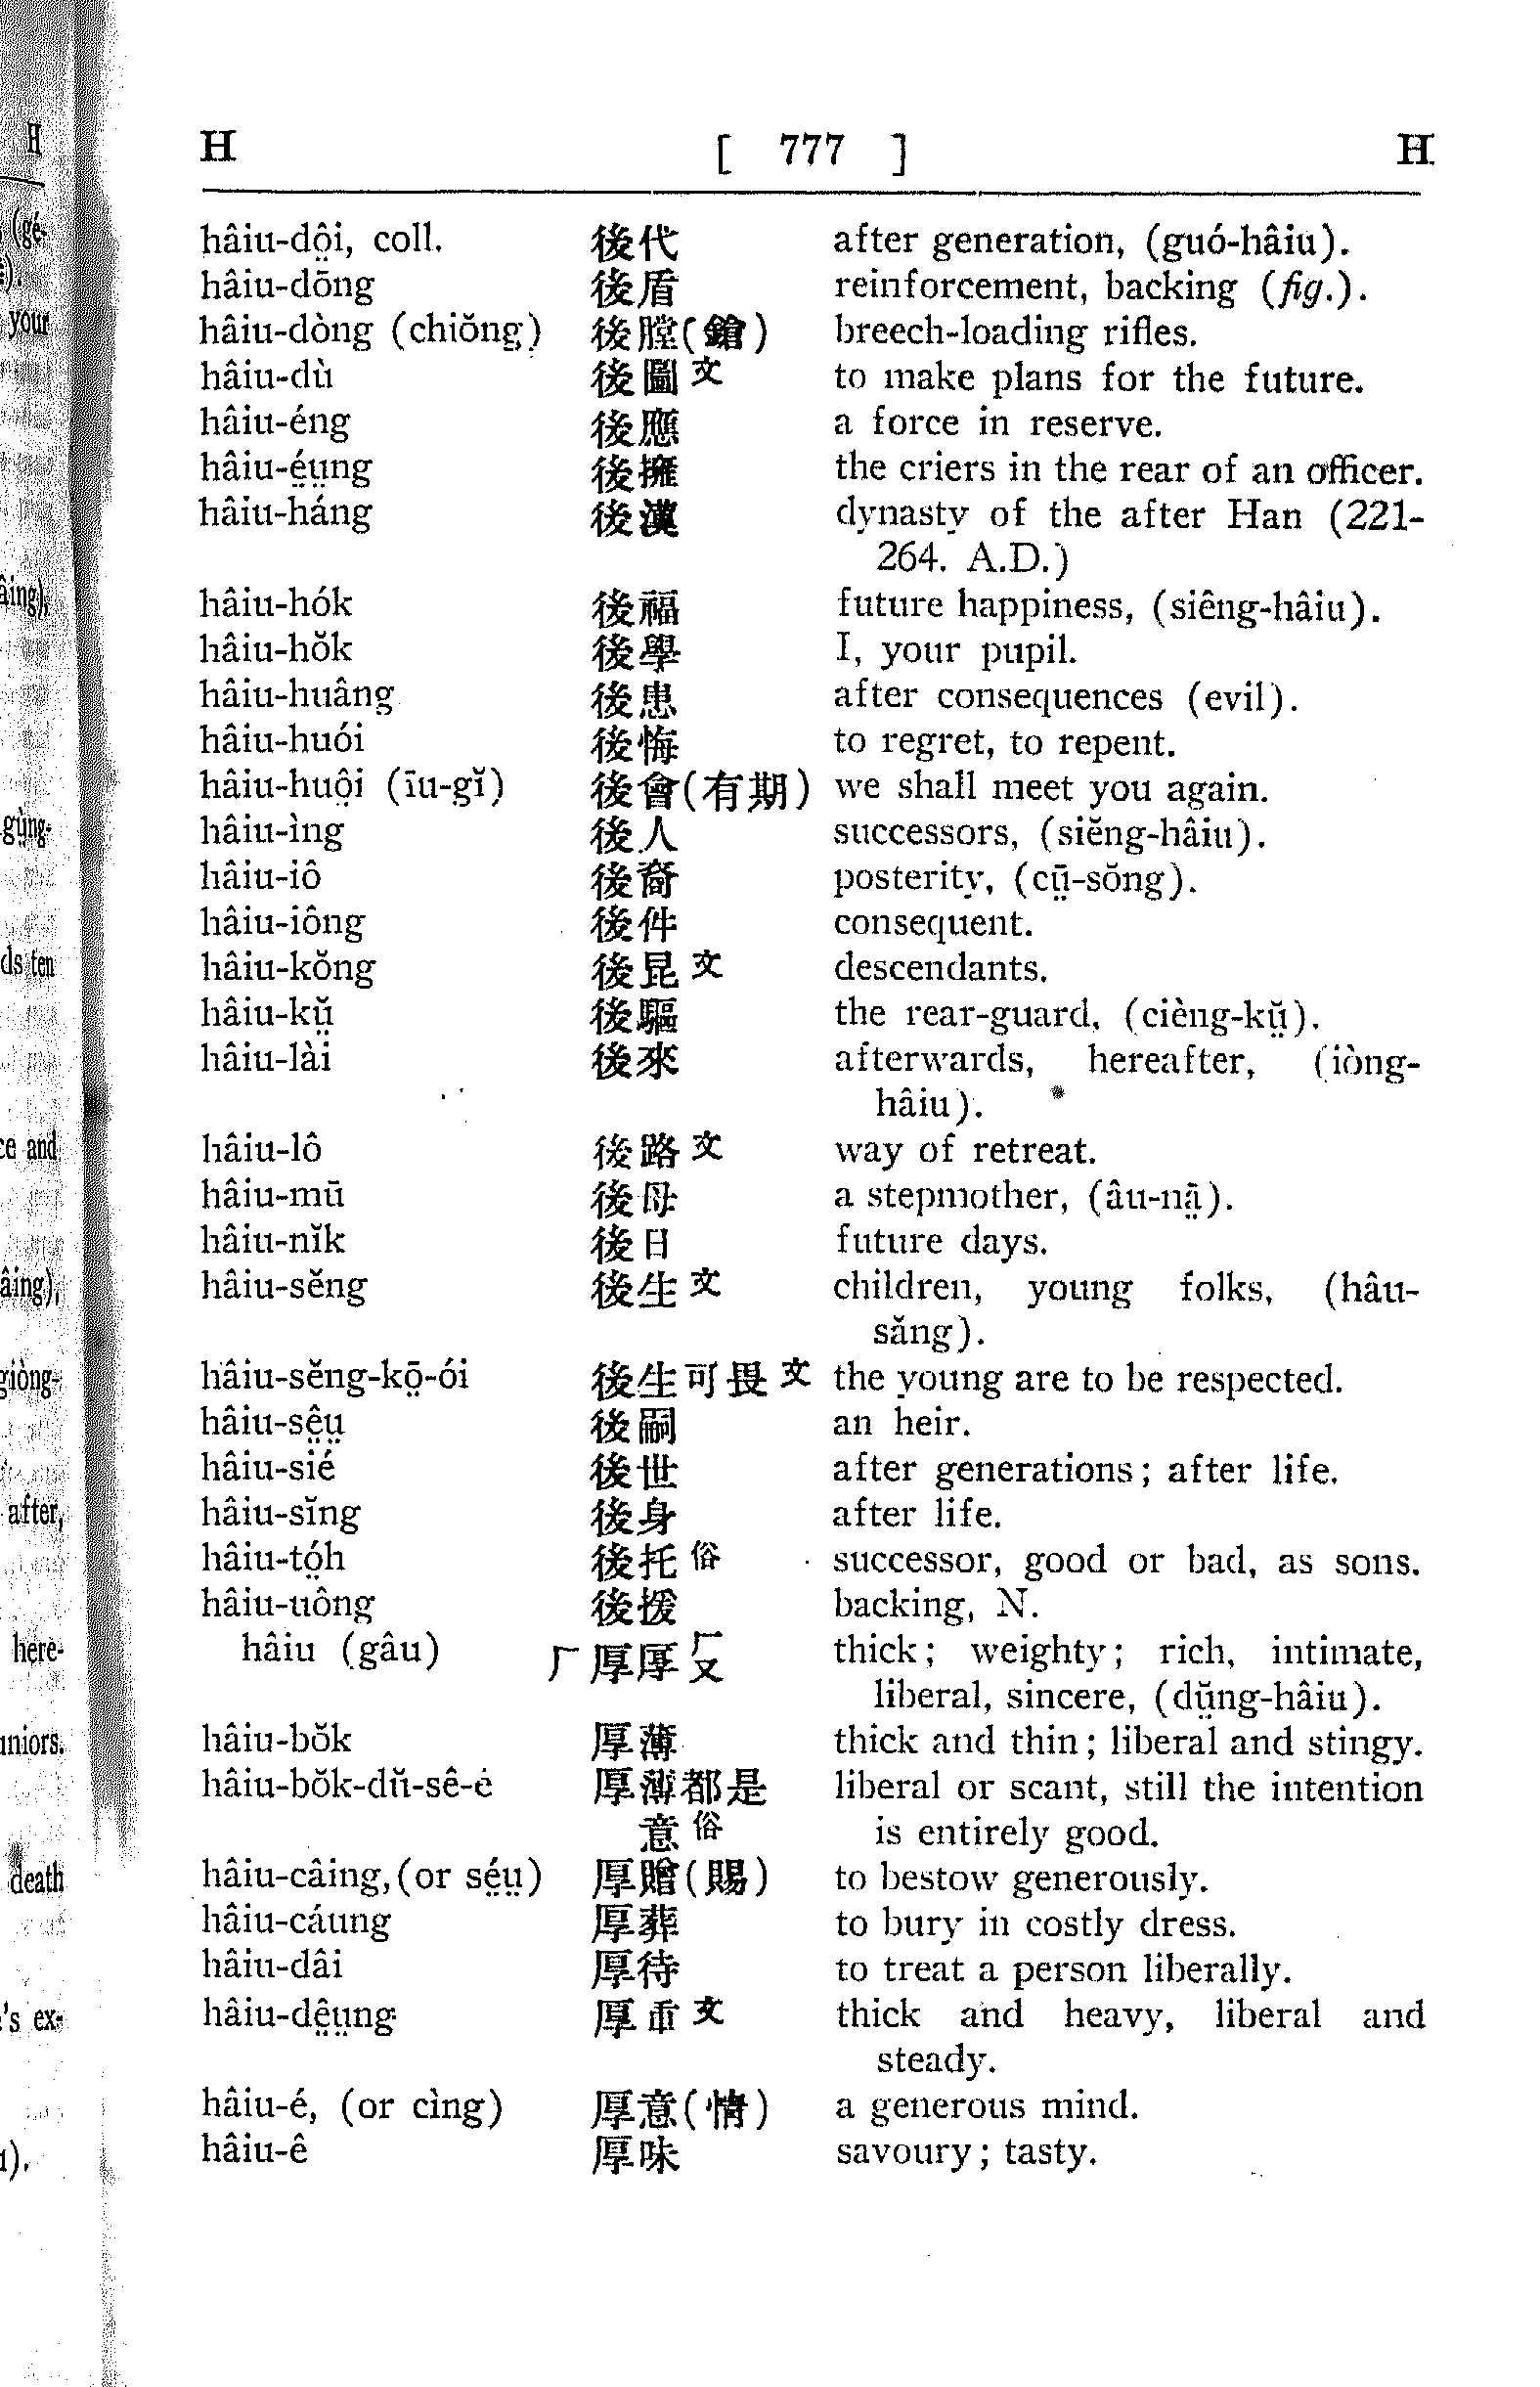 H [ 777 ] H
hâiu-dô̤i, coll. 後代 after generation, (guó-hâiu).
hâiu-dōng 後盾 reinforcement, backing (fig.).
hâiu-dòng (chiŏng) 後膛(鎗) breech-loading rifles.
hâiu-dù 後圖文 to make plans for the future.
hâiu-éng 後應 a force in reserve.
hâiu-é̤ṳng 後擁 the criers in the rear of an officer.
hâiu-háng 後漢 dynasty of the after Han (221-
264. A.D.)
hâiu-hók 後福 future happiness, (siêng-hâiu).
hâiu-hŏk 後學 I, your pupil.
hâiu-huâng 後患 after consequences (evil).
hâiu-huói 後悔 to regret, to repent.
hâiu-huô̤i (īu-gĭ) 後會(有期) we shall meet you again.
hâiu-ìng 後人 successors, (siĕng-hâiu).
hâiu-iô 後裔 posterity, (cṳ̄-sŏng).
hâiu-iông 後件 consequent.
hâiu-kŏng 後昆文 descendants.
hâiu-kṳ̆ 後驅 the rear-guard, (cièng-kṳ̆).
hâiu-lài 後來 afterwards, hereafter, (iòng-
hâiu).
hâiu-lô 後路文 way of retreat.
hâiu-mū 後母 a stepmother, (âu-nā̤).
hâiu-nĭk 後日 future days.
hâiu-sĕng 後生文 children, young folks, (hâu-
săng).
hâiu-sĕng-kō̤-ói 後生可畏文 the young are to be respected.
hâiu-sê̤ṳ 後嗣 an heir.
hâiu-sié 後世 after generations; after life.
hâiu-sĭng 後身 after life.
hâiu-tó̤h 後托俗 successor, good or bad, as sons.
hâiu-uông 後援 backing, N.
hâiu (gâu) 厂厚 thick; weighty; rich, intimate,
liberal, sincere, (dṳ̆ng-hâiu).
hâiu-bŏk 厚薄 thick and thin; liberal and stingy.
hâiu-bŏk-dŭ-sê-é 厚薄都是 liberal or scant, still the intention
意俗 is entirely good.
hâiu-câing, (or sé̤ṳ) 厚贈(賜) to bestow generously.
hâiu-cáung 厚葬 to bury in costly dress.
hâiu-dâi 厚待 to treat a person liberally.
hâiu-dê̤ṳng 厚重文 thick and heavy, liberal and
steady.
hâiu-é, (or cìng) 厚意(情) a generous mind.
hâiu-ê 厚味 savoury; tasty.
H
(gé-
your
âing),
gṳ̀ng-
ds ten
ce and
âing),
giòng-
after,
here-
uniors.
death
's ex-